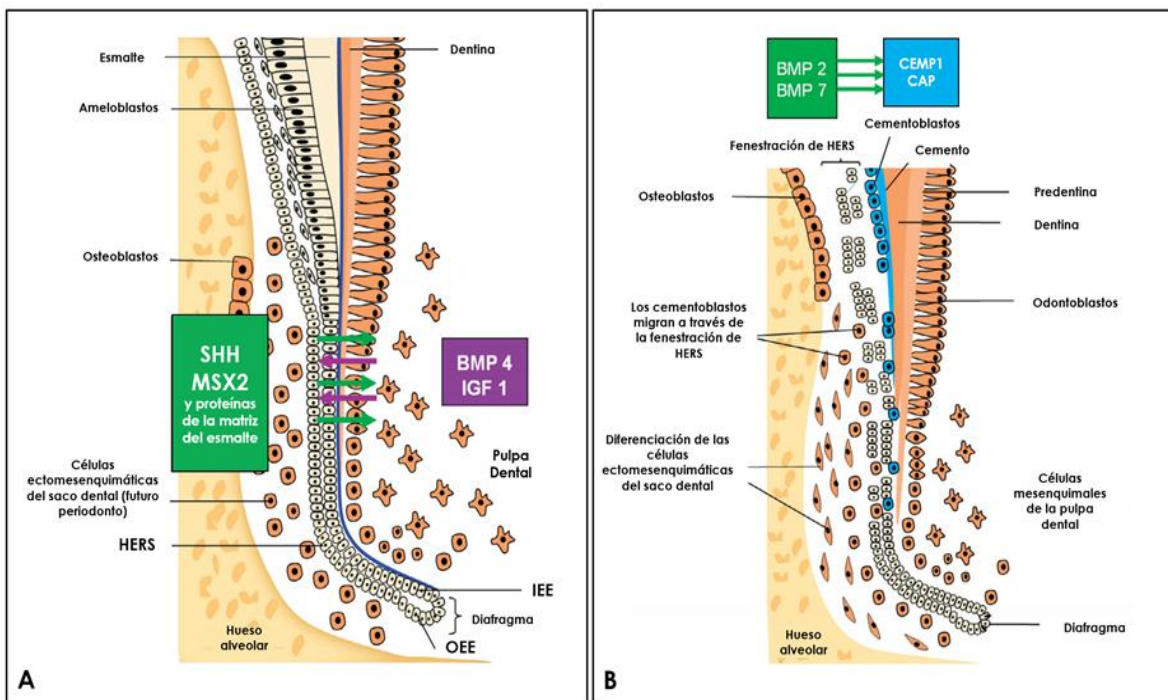 Esmalte
Dentina
Ameloblastos
Osteoblastos
SHH
MSX2
y proteínas
de la matriz
del esmalte
BMP 4
IGF 1
Pulpa
Dental
Células
ectomesenquimáticas
del saco dental (futuro
periodonto)
HERS
IEE
Diafragma
OEE
Hueso
alveolar
A
BMP 2
BMP 7
CEMP1
CAP
Cementoblastos
Fenestración de HERS
Cemento
Osteoblastos
Predentina
Dentina
Odontoblastos
Los cementoblastos
migran a través de
la fenestración de
HERS
Diferenciación de las
células
ectomesenquimáticas
del saco dental
Células
mesenquimales
de la pulpa
dental
Diafragma
Hueso
alveolar
B